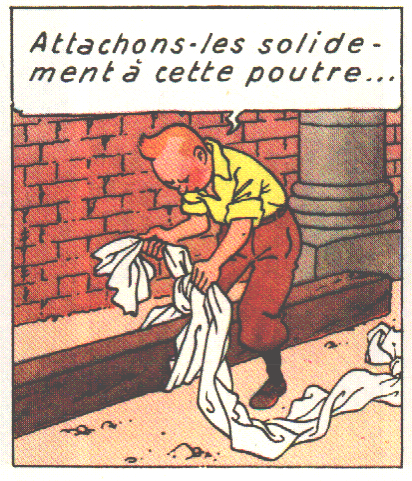 Attachons-les solide-
ment à cette poutre...